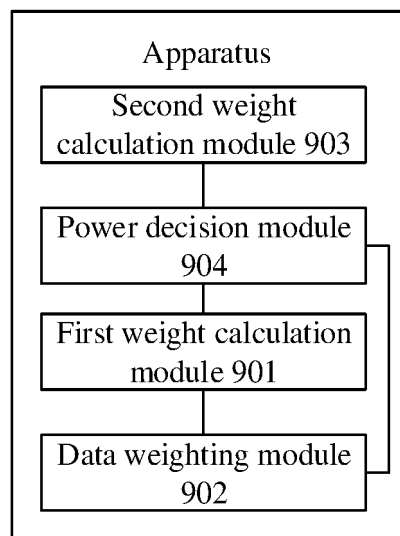 Apparatus
Second weight
calculation module 903
Power decision module
904
First weight calculation
module 901
Data weighting module
902